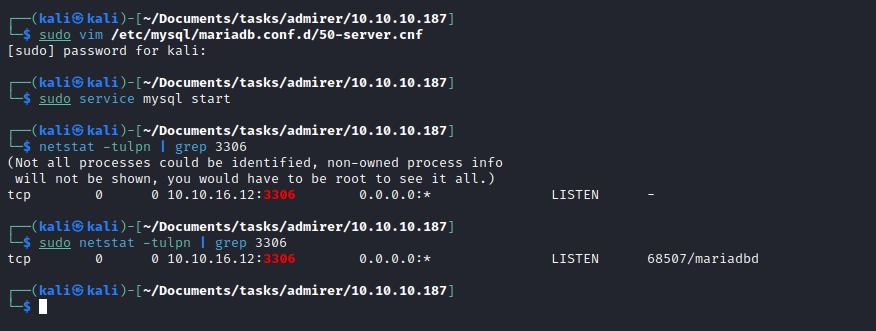 ┌──(kali㉿kali)-[~/Documents/tasks/admirer/10.10.10.187]
└─$ sudo vim /etc/mysql/mariadb.conf.d/50-server.cnf
[sudo] password for kali:
┌──(kali㉿kali)-[~/Documents/tasks/admirer/10.10.10.187]
└─$ sudo service mysql start
┌──(kali㉿kali)-[~/Documents/tasks/admirer/10.10.10.187]
└─$ netstat -tulpn | grep 3306
(Not all processes could be identified, non-owned process info
 will not be shown, you would have to be root to see it all.)
tcp        0      0 10.10.16.12:3306        0.0.0.0:*               LISTEN      -
┌──(kali㉿kali)-[~/Documents/tasks/admirer/10.10.10.187]
└─$ sudo netstat -tulpn | grep 3306
tcp        0      0 10.10.16.12:3306        0.0.0.0:*               LISTEN      68507/mariadbd
┌──(kali㉿kali)-[~/Documents/tasks/admirer/10.10.10.187]
└─$